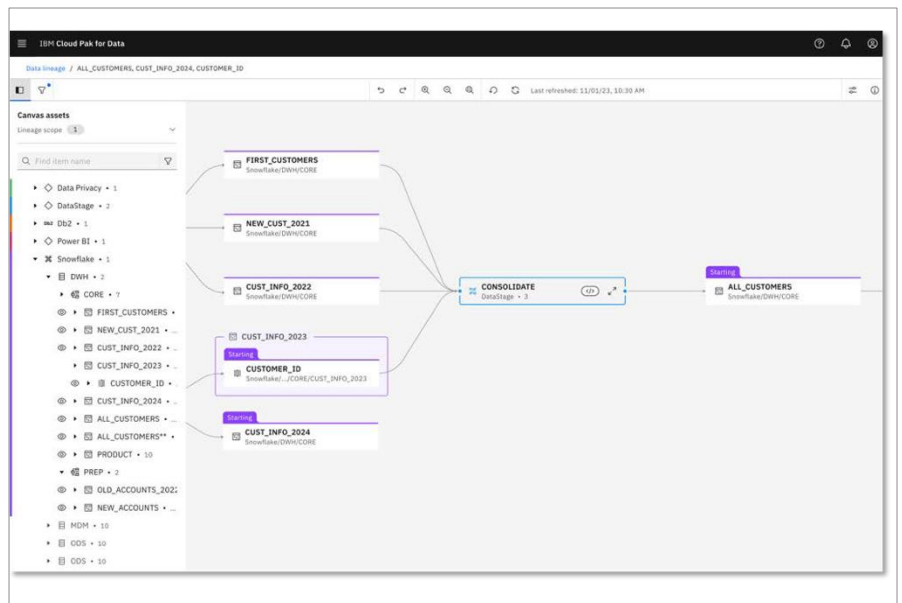 IBM Cloud Pak for Data
Data lineage / ALL_CUSTOMERS, CUST_INFO_2024, CUSTOMER_ID
Last refreshed: 11/01/23, 10:30 AM
Canvas assets
Lineage scope 1
Find item name
Data Privacy • 1
DataStage • 2
Db2 Db2 • 1
Power BI • 1
Snowflake • 1
DWH • 2
CORE • 7
FIRST_CUSTOMERS •
NEW_CUST_2021 • ...
CUST_INFO_2022 • ..
CUST_INFO_2023 • ..
CUSTOMER_ID •
CUST_INFO_2024 • ..
ALL_CUSTOMERS • ...
ALL_CUSTOMERS** •
PRODUCT • 10
PREP • 2
OLD_ACCOUNTS_2022
NEW_ACCOUNTS • ...
MDM • 10
ODS • 10
ODS • 10
FIRST_CUSTOMERS
Snowflake/DWH/CORE
NEW_CUST_2021
Snowflake/DWH/CORE
CUST_INFO_2022
Snowflake/DWH/CORE
CUST_INFO_2023
Starting
CUSTOMER_ID
Snowflake/.../CORE/CUST_INFO_2023
Starting
CUST_INFO_2024
Snowflake/DWH/CORE
CONSOLIDATE
DataStage • 3
</>
Starting
ALL_CUSTOMERS
Snowflake/DWH/CORE